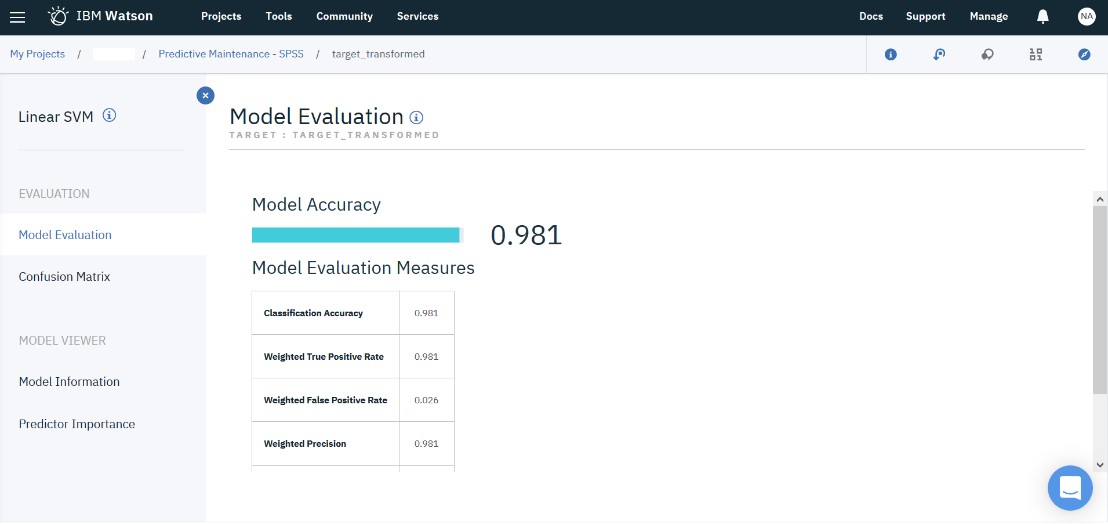 IBM Watson Projects Tools Community Services Docs Support Manage NA
My Projects / / Predictive Maintenance - SPSS / target_transformed
Linear SVM
EVALUATION
Model Evaluation
Confusion Matrix
MODEL VIEWER
Model Information
Predictor Importance
Model Evaluation
TARGET : TARGET_TRANSFORMED
Model Accuracy
0.981
Model Evaluation Measures
Classification Accuracy 0.981
Weighted True Positive Rate 0.981
Weighted False Positive Rate 0.026
Weighted Precision 0.981